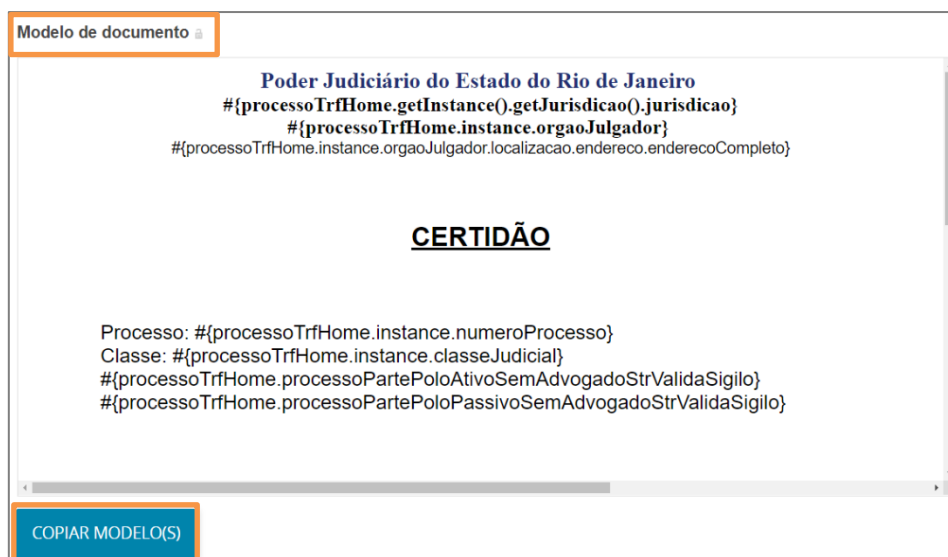 Modelo de documento
Poder Judiciário do Estado do Rio de Janeiro
#{processoTrfHome.getInstance().getJurisdicao().jurisdicao}
#{processoTrfHome.instance.orgaoJulgador}
#{processoTrfHome.instance.orgaoJulgador.localizacao.endereco.enderecoCompleto}
CERTIDÃO
Processo: #{processoTrfHome.instance.numeroProcesso}
Classe: #{processoTrfHome.instance.classeJudicial}
#{processoTrfHome.processoPartePoloAtivoSemAdvogadoStrValidaSigilo}
#{processoTrfHome.processoPartePoloPassivoSemAdvogadoStrValidaSigilo}
COPIAR MODELO(S)